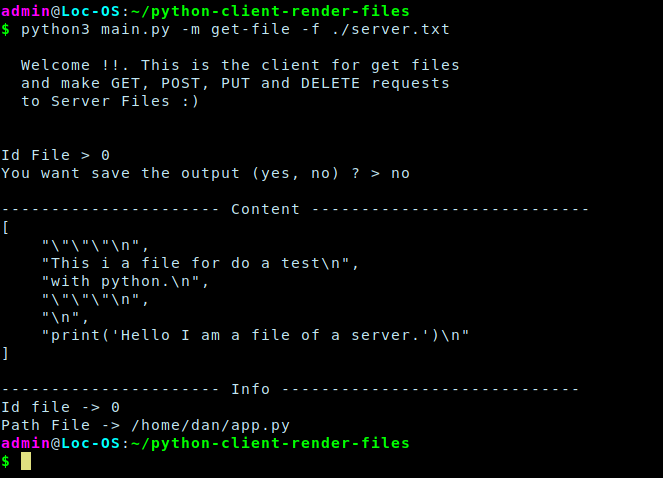 admin@Loc-OS:~/python-client-render-files
$ python3 main.py -m get-file -f ./server.txt
Welcome !!. This is the client for get files
and make GET, POST, PUT and DELETE requests
to Server Files :)
Id File > 0
You want save the output (yes, no) ? > no
---------------------- Content ----------------------------
[
    "\"\"\"\n",
    "This i a file for do a test\n",
    "with python.\n",
    "\"\"\"\n",
    "\n",
    "print('Hello I am a file of a server.')\n"
]
---------------------- Info ------------------------------
Id file -> 0
Path File -> /home/dan/app.py
admin@Loc-OS:~/python-client-render-files
$